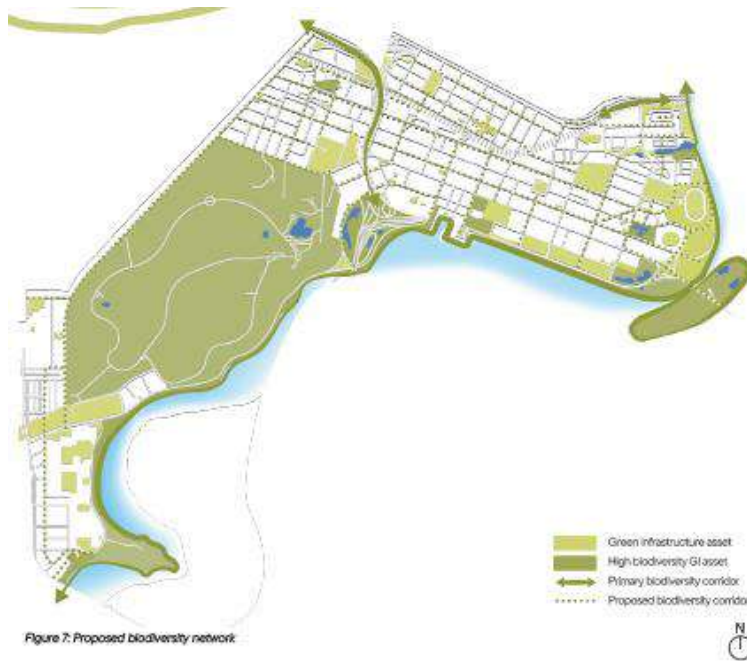 Green infrastructure asset
High biodiversity GI asset
Primary biodiversity corridor
Proposed biodiversity corridor
Figure 7: Proposed biodiversity network
N